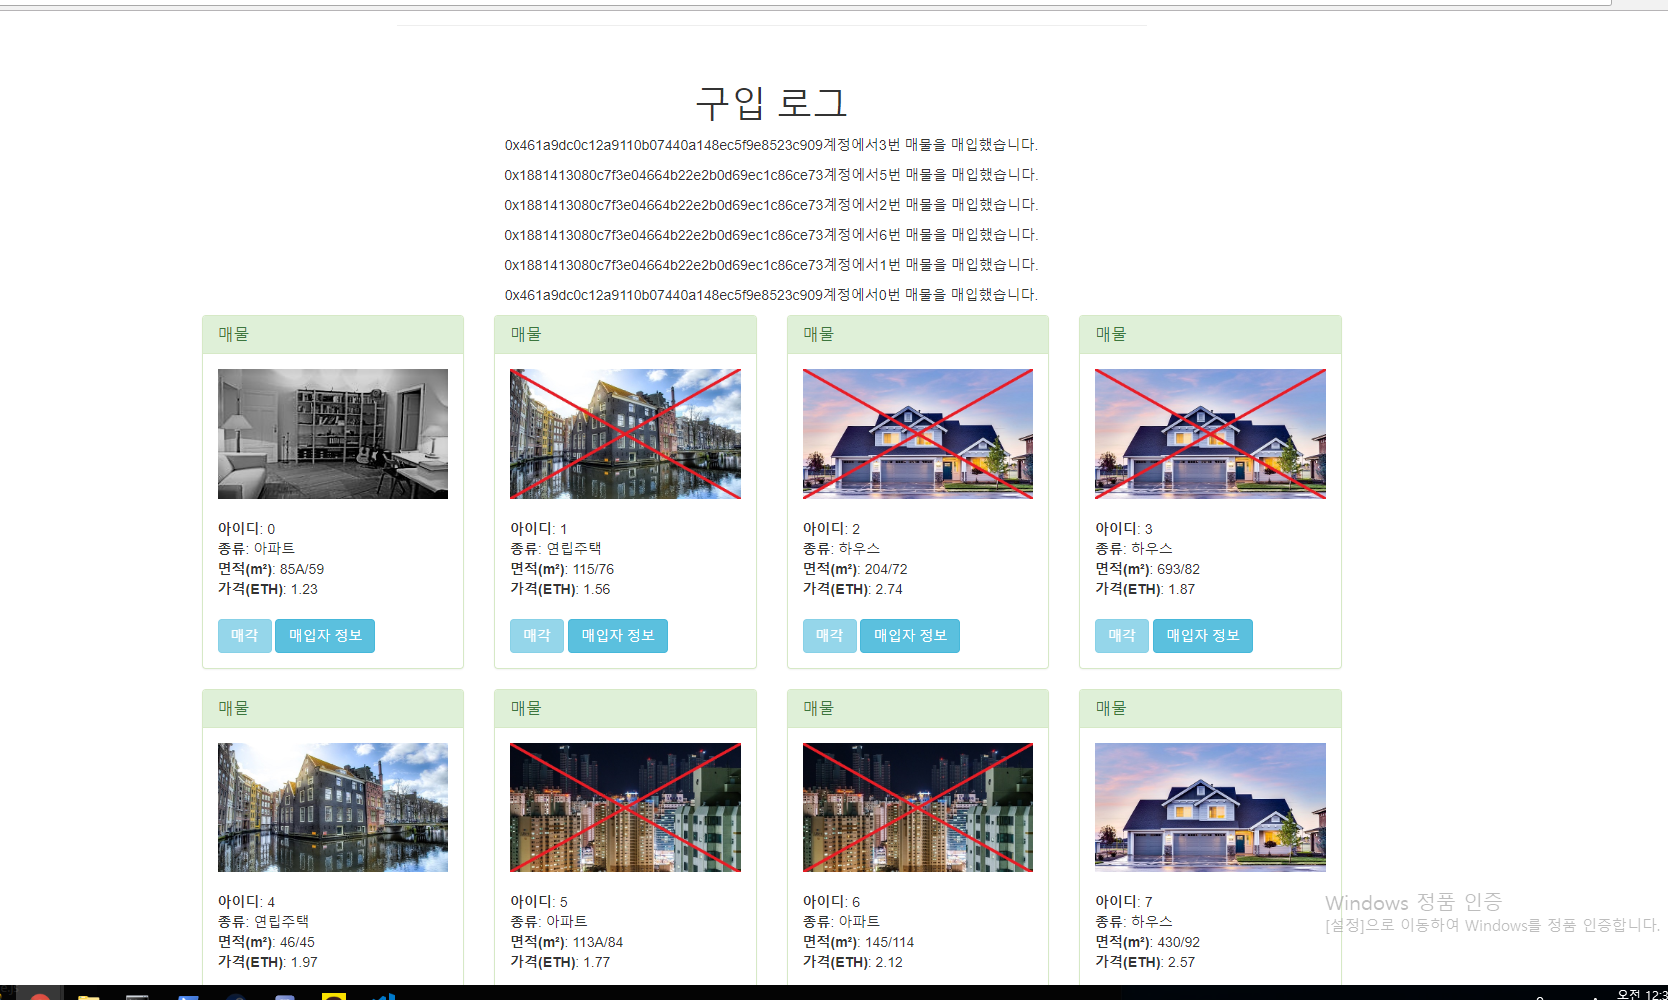 구입 로그
0x461a9dc0c12a9110b07440a148ec5f9e8523c909계정에서3번 매물을 매입했습니다.
0x1881413080c7f3e04664b22e2b0d69ec1c86ce73계정에서5번 매물을 매입했습니다.
0x1881413080c7f3e04664b22e2b0d69ec1c86ce73계정에서2번 매물을 매입했습니다.
0x1881413080c7f3e04664b22e2b0d69ec1c86ce73계정에서6번 매물을 매입했습니다.
0x1881413080c7f3e04664b22e2b0d69ec1c86ce73계정에서1번 매물을 매입했습니다.
0x461a9dc0c12a9110b07440a148ec5f9e8523c909계정에서0번 매물을 매입했습니다.
매물
아이디: 0
종류: 아파트
면적(m²): 85A/59
가격(ETH): 1.23
매각 매입자 정보
매물
아이디: 1
종류: 연립주택
면적(m²): 115/76
가격(ETH): 1.56
매각 매입자 정보
매물
아이디: 2
종류: 하우스
면적(m²): 204/72
가격(ETH): 2.74
매각 매입자 정보
매물
아이디: 3
종류: 하우스
면적(m²): 693/82
가격(ETH): 1.87
매각 매입자 정보
매물
아이디: 4
종류: 연립주택
면적(m²): 46/45
가격(ETH): 1.97
매물
아이디: 5
종류: 아파트
면적(m²): 113A/84
가격(ETH): 1.77
매물
아이디: 6
종류: 아파트
면적(m²): 145/114
가격(ETH): 2.12
매물
아이디: 7
종류: 하우스
면적(m²): 430/92
가격(ETH): 2.57
Windows 정품 인증
[설정]으로 이동하여 Windows를 정품 인증합니다.
오전